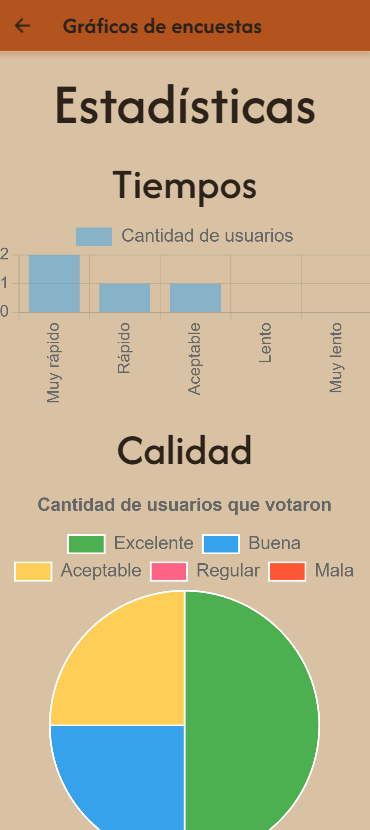 Gráficos de encuestas
Estadísticas
Tiempos
Cantidad de usuarios
2
1
0
Muy rápido
Rápido
Aceptable
Lento
Muy lento
Calidad
Cantidad de usuarios que votaron
Excelente Buena
Aceptable Regular Mala